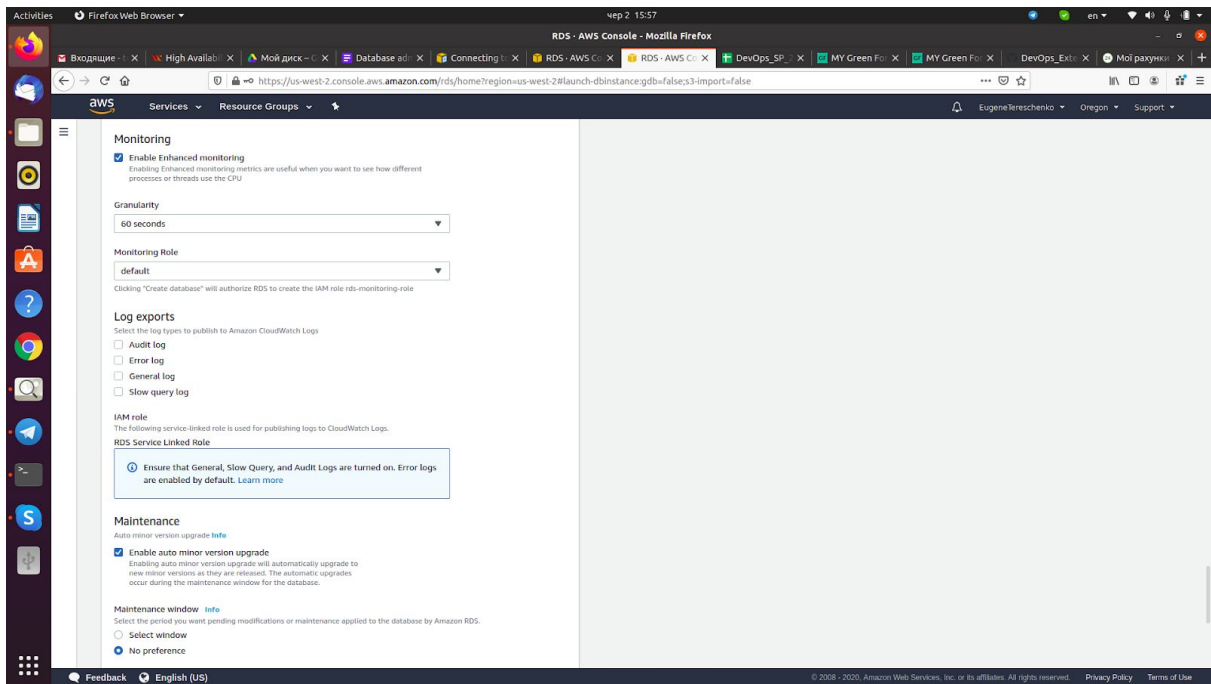 Activities Firefox Web Browser чер 2 15:57 en
RDS · AWS Console - Mozilla Firefox
Входящие - High Availabil Мой диск – G Database adm Connecting to RDS · AWS Co RDS · AWS Co DevOps_SP_2 MY Green For MY Green For DevOps_Exte Мої рахунки
https://us-west-2.console.aws.amazon.com/rds/home?region=us-west-2#launch-dbinstance:gdb=false;s3-import=false
aws Services Resource Groups EugeneTereschenko Oregon Support
Monitoring
Enable Enhanced monitoring
Enabling Enhanced monitoring metrics are useful when you want to see how different
processes or threads use the CPU
Granularity
60 seconds
Monitoring Role
default
Clicking "Create database" will authorize RDS to create the IAM role rds-monitoring-role
Log exports
Select the log types to publish to Amazon CloudWatch Logs
Audit log
Error log
General log
Slow query log
IAM role
The following service-linked role is used for publishing logs to CloudWatch Logs.
RDS Service Linked Role
Ensure that General, Slow Query, and Audit Logs are turned on. Error logs
are enabled by default. Learn more
Maintenance
Auto minor version upgrade Info
Enable auto minor version upgrade
Enabling auto minor version upgrade will automatically upgrade to
new minor versions as they are released. The automatic upgrades
occur during the maintenance window for the database.
Maintenance window Info
Select the period you want pending modifications or maintenance applied to the database by Amazon RDS.
Select window
No preference
Feedback English (US) © 2008 - 2020, Amazon Web Services, Inc. or its affiliates. All rights reserved. Privacy Policy Terms of Use